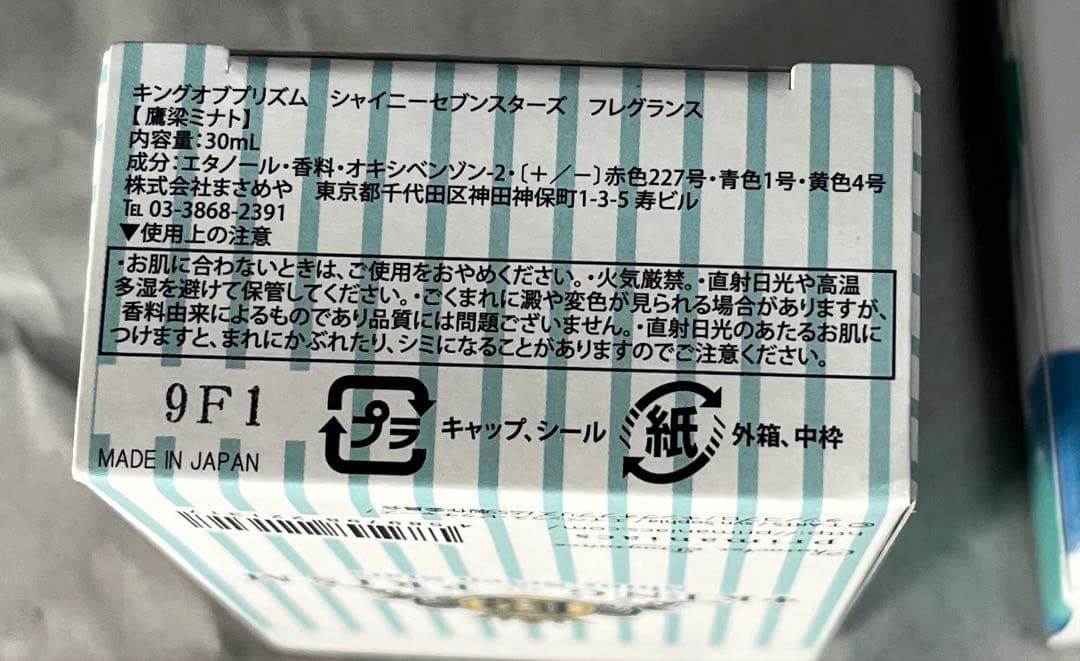 キングオブプリズム　シャイニーセブンスターズ　フレグランス
【鷹梁ミナト】
内容量：30mL
成分：エタノール・香料・オキシベンゾン-2・〔＋／－〕赤色227号・青色1号・黄色4号
株式会社まさめや　東京都千代田区神田神保町1-3-5 寿ビル
℡ 03-3868-2391
▼使用上の注意
・お肌に合わないときは、ご使用をおやめください。・火気厳禁。・直射日光や高温
多湿を避けて保管してください。・ごくまれに澱や変色が見られる場合がありますが、
香料由来によるものであり品質には問題ございません。・直射日光のあたるお肌に
つけますと、まれにかぶれたり、シミになることがありますのでご注意ください。
9F1
プラ キャップ、シール
紙 外箱、中枠
MADE IN JAPAN
Primaniacs